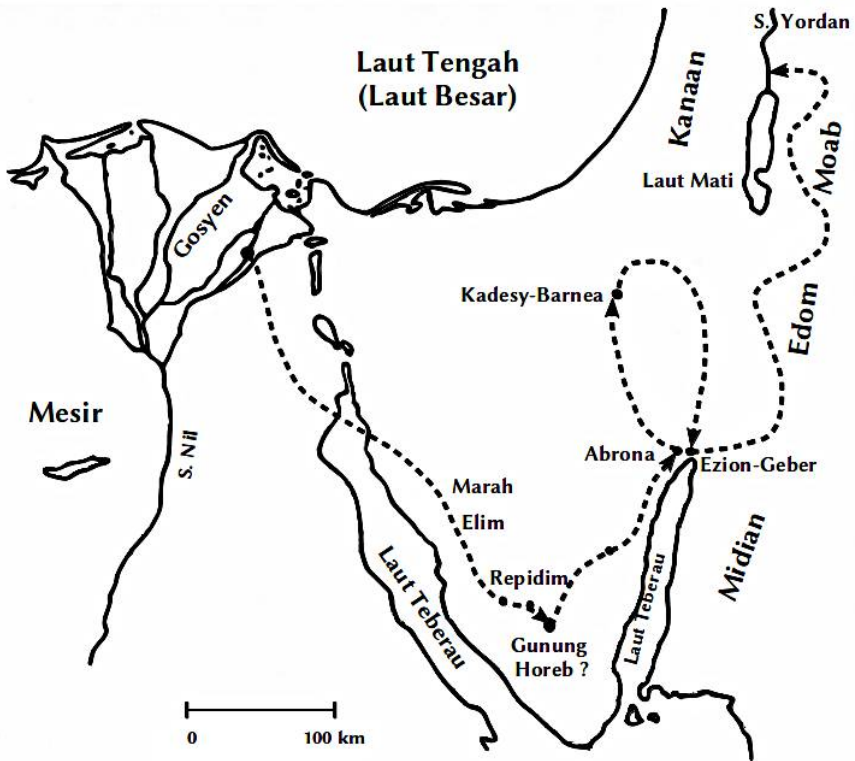 S. Yordan
Laut Tengah
(Laut Besar)
Kanaan
Moab
Laut Mati
Gosyen
Kadesy-Barnea
Edom
Mesir
S. Nil
Abrona
Ezion-Geber
Marah
Elim
Midian
Repidim
Laut Teberau
Laut Teberau
Gunung
Horeb ?
0 100 km